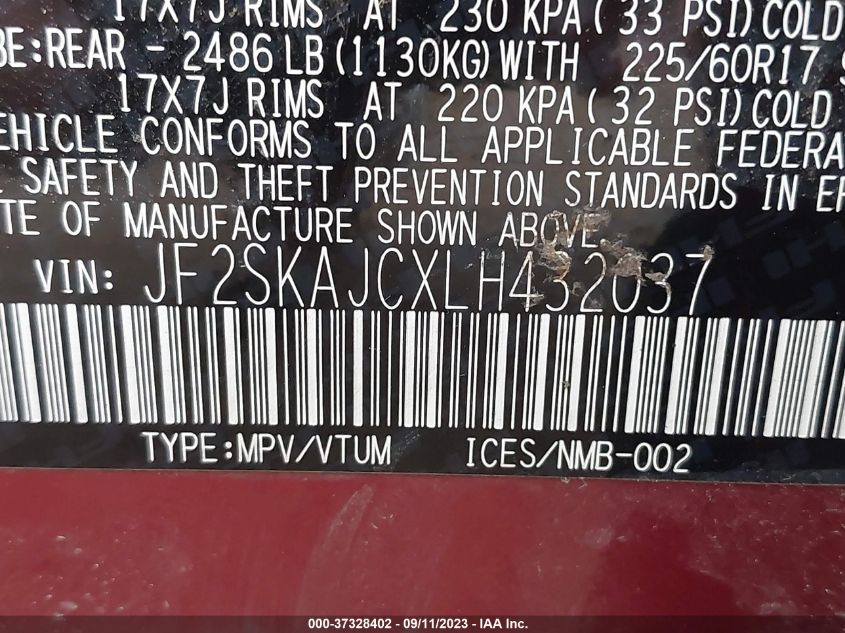 17X7J RIMS AT 230 KPA(33 PSI)COLD
BE:REAR - 2486 LB(1130KG)WITH 225/60R17
17X7J RIMS AT 220 KPA(32 PSI)COLD
EHICLE CONFORMS TO ALL APPLICABLE FEDERA
SAFETY AND THEFT PREVENTION STANDARDS IN EF
TE OF MANUFACTURE SHOWN ABOVE.
VIN: JF2SKAJCXLH432037
TYPE:MPV/VTUM ICES/NMB-002
000-37328402 - 09/11/2023 - IAA Inc.